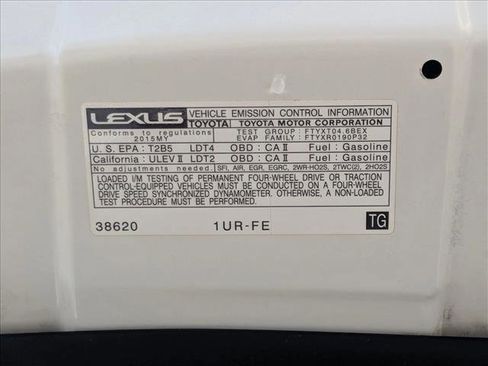 LEXUS VEHICLE EMISSION CONTROL INFORMATION
TOYOTA TOYOTA MOTOR CORPORATION
Conforms to regulations TEST GROUP : FTYXT04.6BEX
2015MY EVAP FAMILY : FTYXR0190P32
U. S. EPA : T2B5 LDT4 OBD : CA II Fuel : Gasoline
California : ULEV II LDT2 OBD : CA II Fuel : Gasoline
No adjustments needed. SFI, AIR, EGR, EGRC, 2WR-HO2S, 2TWC(2), 2HO2S
LOADED I/M TESTING OF PERMANENT FOUR-WHEEL DRIVE OR TRACTION
CONTROL-EQUIPPED VEHICLES MUST BE CONDUCTED ON A FOUR-WHEEL
DRIVE SPEED SYNCHRONIZED DYNAMOMETER. OTHERWISE, A NON-LOADED
TEST PROCEDURE MUST BE PERFORMED.
38620 1UR-FE TG